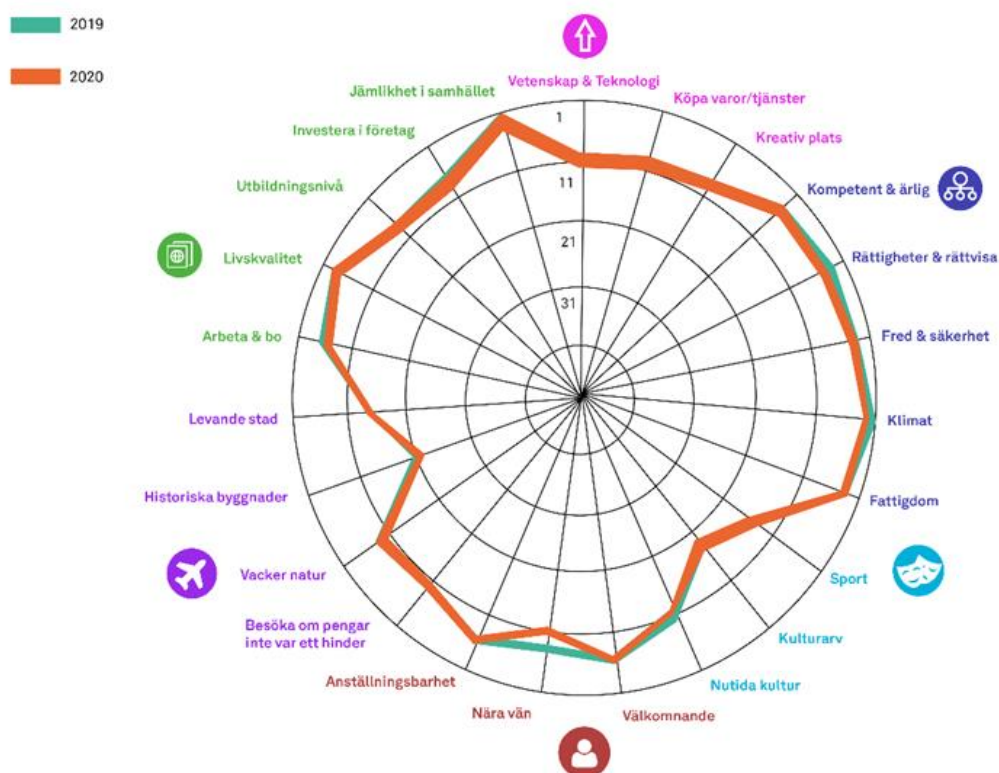 2019
2020
Vetenskap & Teknologi
Köpa varor/tjänster
Kreativ plats
Kompetent & ärlig
Rättigheter & rättvisa
Fred & säkerhet
Klimat
Fattigdom
Sport
Kulturarv
Nutida kultur
Välkomnande
Nära vän
Anställningsbarhet
Besöka om pengar
inte var ett hinder
Vacker natur
Historiska byggnader
Levande stad
Arbeta & bo
Livskvalitet
Utbildningsnivå
Investera i företag
Jämlikhet i samhället
1
11
21
31